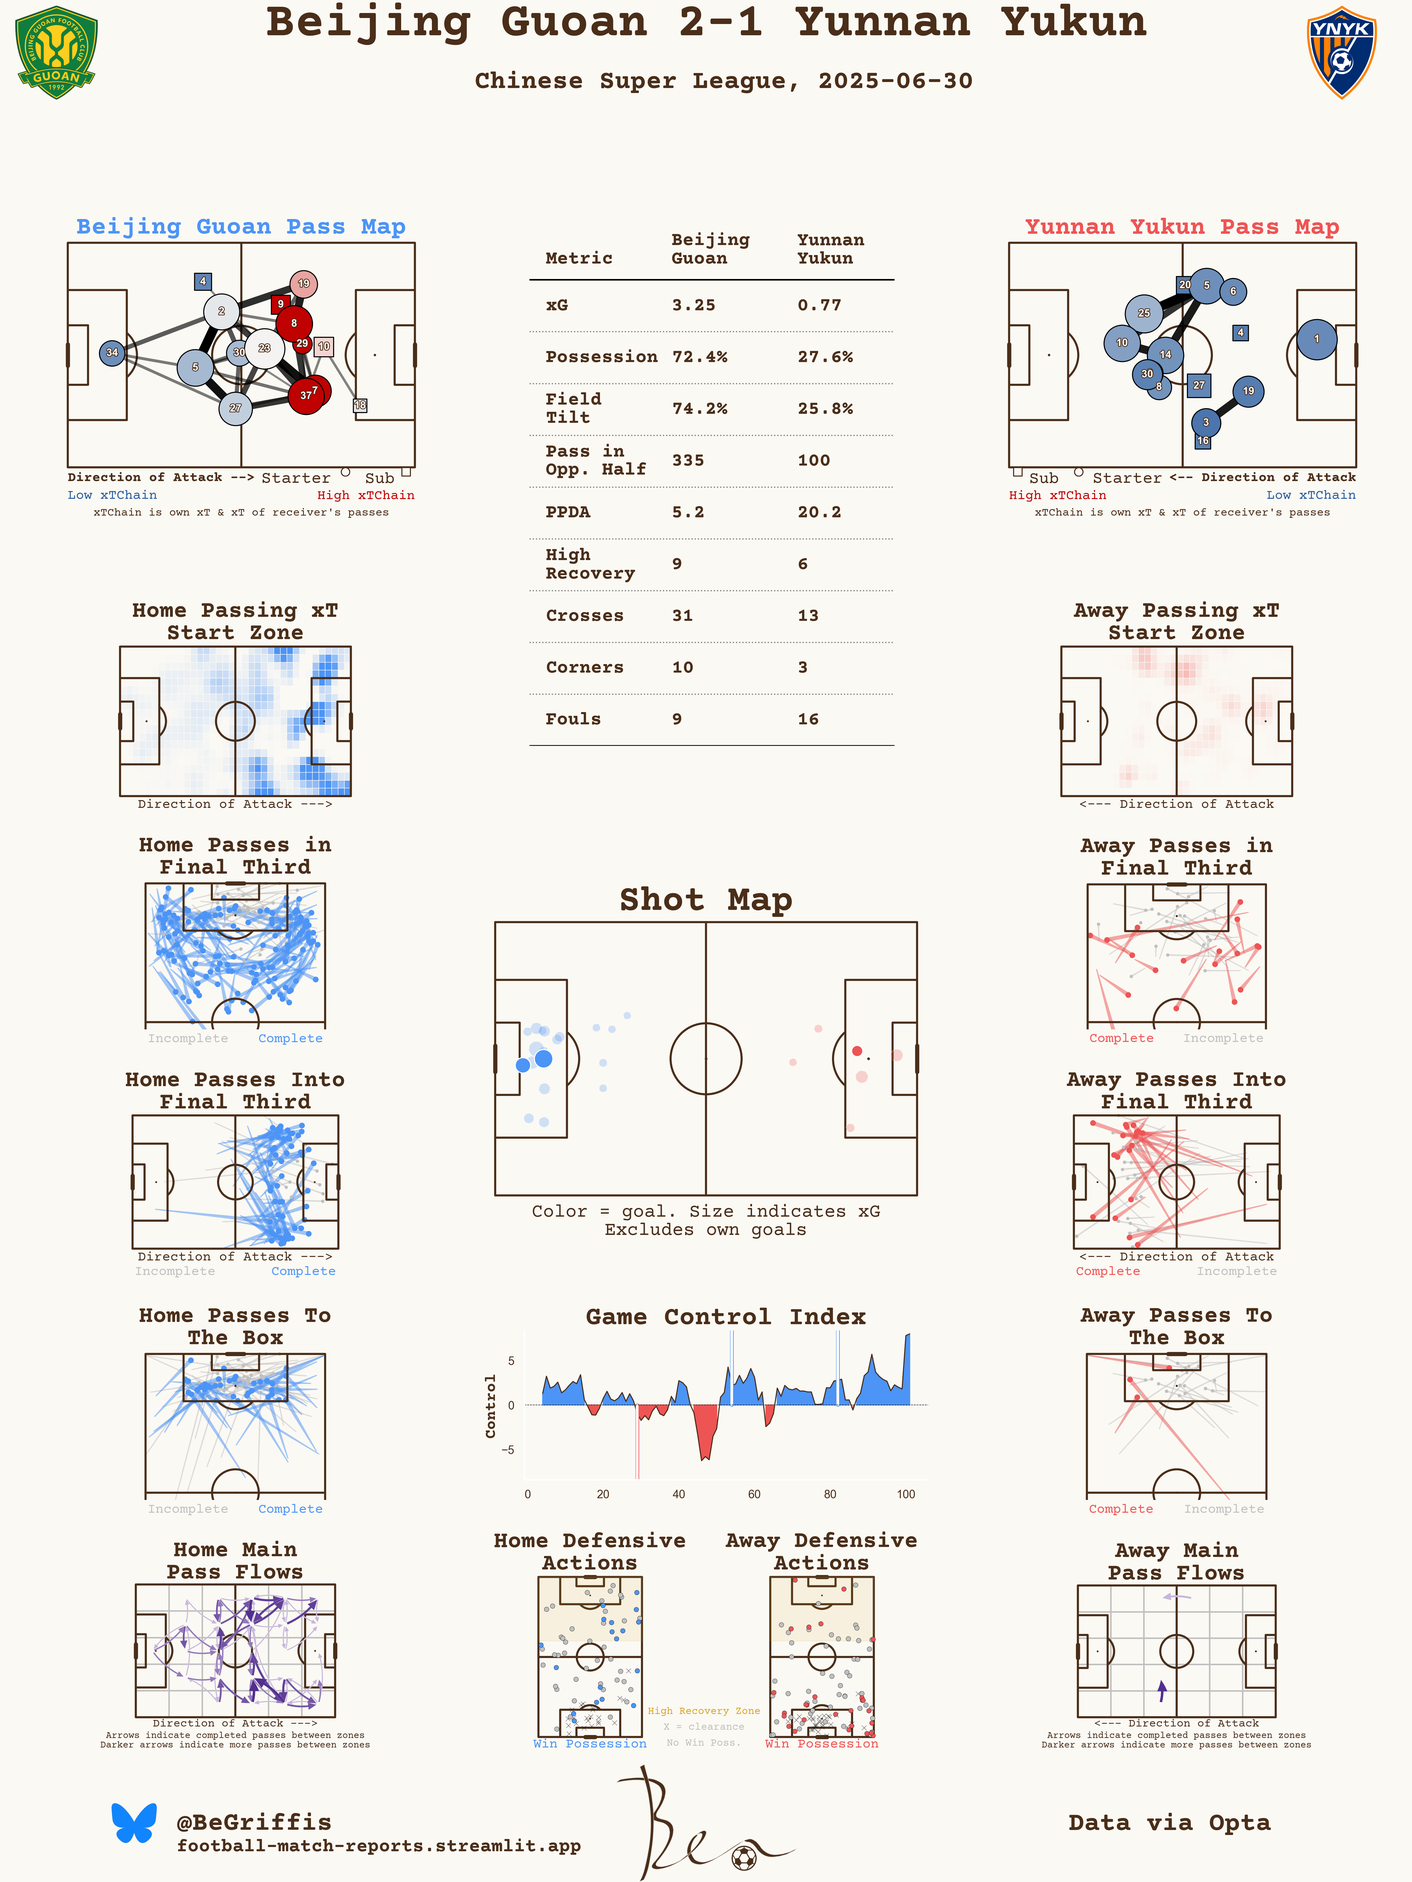 Beijing Guoan 2-1 Yunnan Yukun
Chinese Super League, 2025-06-30
BEIJING GUOAN FOOTBALL CLUB
GUOAN
1992
YNYK
Beijing Guoan Pass Map
4
19
9
2
8
29
10
23
30
34
5
7
37
18
27
Direction of Attack --> Starter Sub
Low xTChain High xTChain
xTChain is own xT & xT of receiver's passes
Metric Beijing Guoan Yunnan Yukun
xG 3.25 0.77
Possession 72.4% 27.6%
Field Tilt 74.2% 25.8%
Pass in Opp. Half 335 100
PPDA 5.2 20.2
High Recovery 9 6
Crosses 31 13
Corners 10 3
Fouls 9 16
Yunnan Yukun Pass Map
20
5
6
25
4
10
1
14
30
8
27
19
3
16
Sub Starter <-- Direction of Attack
High xTChain Low xTChain
xTChain is own xT & xT of receiver's passes
Home Passing xT
Start Zone
Direction of Attack --->
Away Passing xT
Start Zone
<--- Direction of Attack
Home Passes in
Final Third
Incomplete Complete
Away Passes in
Final Third
Complete Incomplete
Shot Map
Color = goal. Size indicates xG
Excludes own goals
Home Passes Into
Final Third
Direction of Attack --->
Incomplete Complete
Away Passes Into
Final Third
<--- Direction of Attack
Complete Incomplete
Home Passes To
The Box
Incomplete Complete
Game Control Index
Control
5
0
−5
0 20 40 60 80 100
Away Passes To
The Box
Complete Incomplete
Home Main
Pass Flows
Direction of Attack --->
Arrows indicate completed passes between zones
Darker arrows indicate more passes between zones
Home Defensive
Actions
Win Possession
High Recovery Zone
X = clearance
No Win Poss.
Away Defensive
Actions
Win Possession
Away Main
Pass Flows
<--- Direction of Attack
Arrows indicate completed passes between zones
Darker arrows indicate more passes between zones
@BeGriffis
football-match-reports.streamlit.app
Ben
Data via Opta